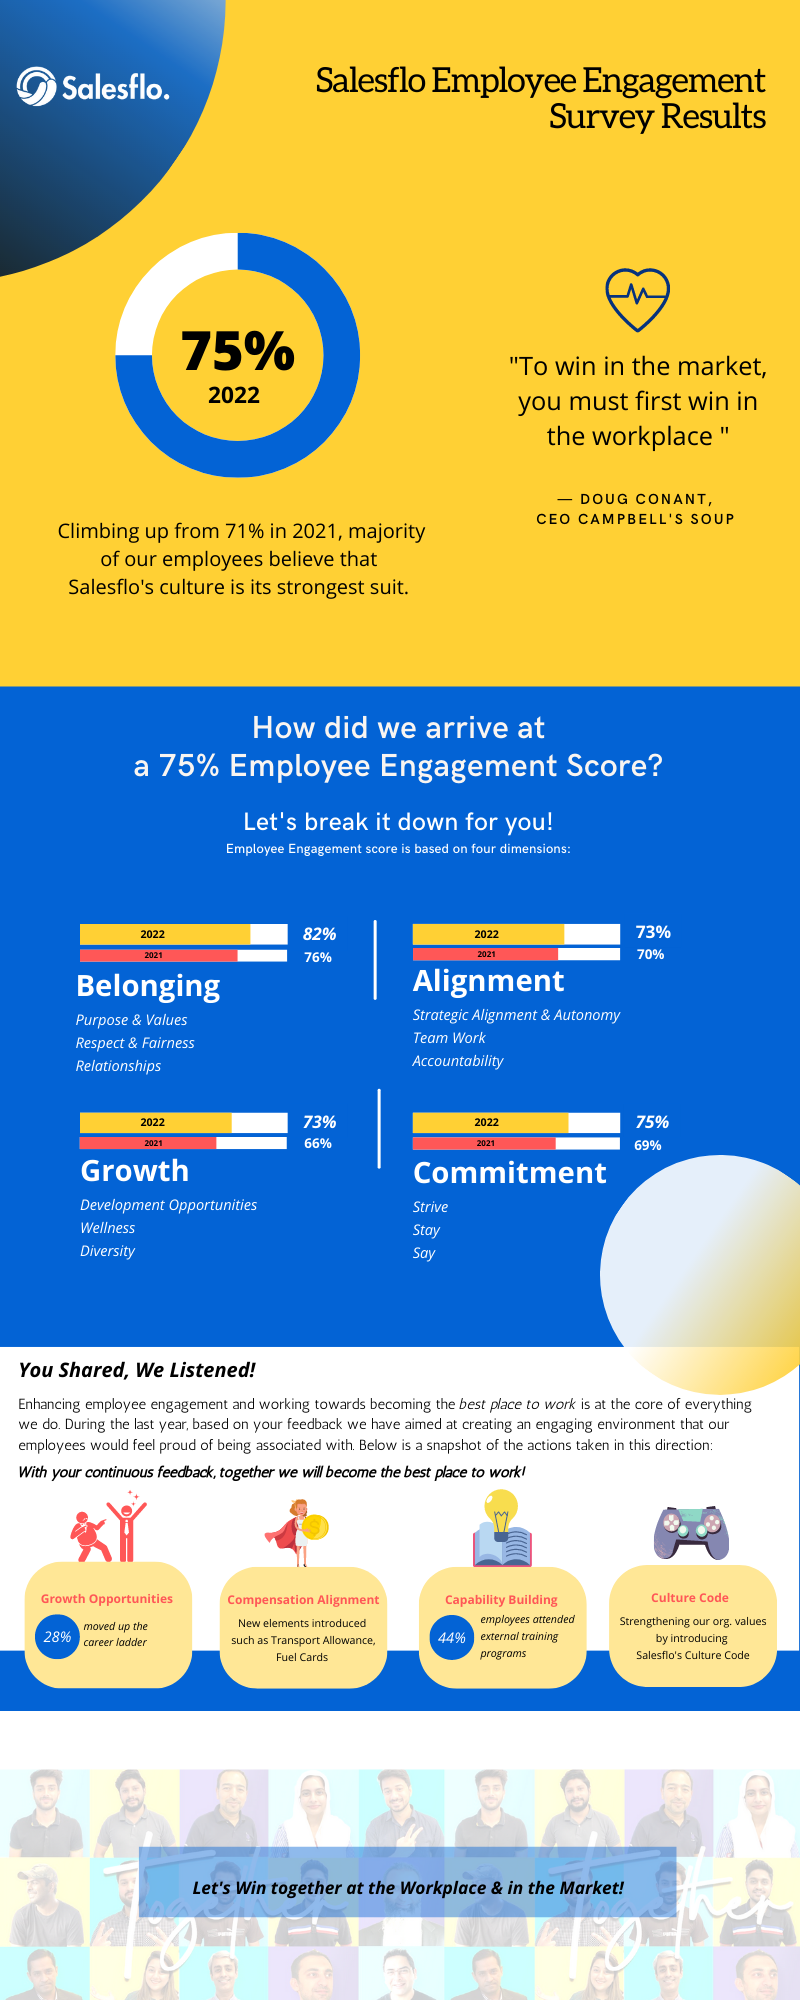 Salesflo.
Salesflo Employee Engagement
Survey Results
75%
2022
Climbing up from 71% in 2021, majority
of our employees believe that
Salesflo's culture is its strongest suit.
"To win in the market,
you must first win in
the workplace "
— DOUG CONANT,
CEO CAMPBELL'S SOUP
How did we arrive at
a 75% Employee Engagement Score?
Let's break it down for you!
Employee Engagement score is based on four dimensions:
2022 82%
2021 76%
Belonging
Purpose & Values
Respect & Fairness
Relationships
2022 73%
2021 70%
Alignment
Strategic Alignment & Autonomy
Team Work
Accountability
2022 73%
2021 66%
Growth
Development Opportunities
Wellness
Diversity
2022 75%
2021 69%
Commitment
Strive
Stay
Say
You Shared, We Listened!
Enhancing employee engagement and working towards becoming the best place to work is at the core of everything
we do. During the last year, based on your feedback we have aimed at creating an engaging environment that our
employees would feel proud of being associated with. Below is a snapshot of the actions taken in this direction:
With your continuous feedback, together we will become the best place to work!
Growth Opportunities
28%
moved up the
career ladder
Compensation Alignment
New elements introduced
such as Transport Allowance,
Fuel Cards
Capability Building
44%
employees attended
external training
programs
Culture Code
Strengthening our org. values
by introducing
Salesflo's Culture Code
Let's Win together at the Workplace & in the Market!
Together
Together